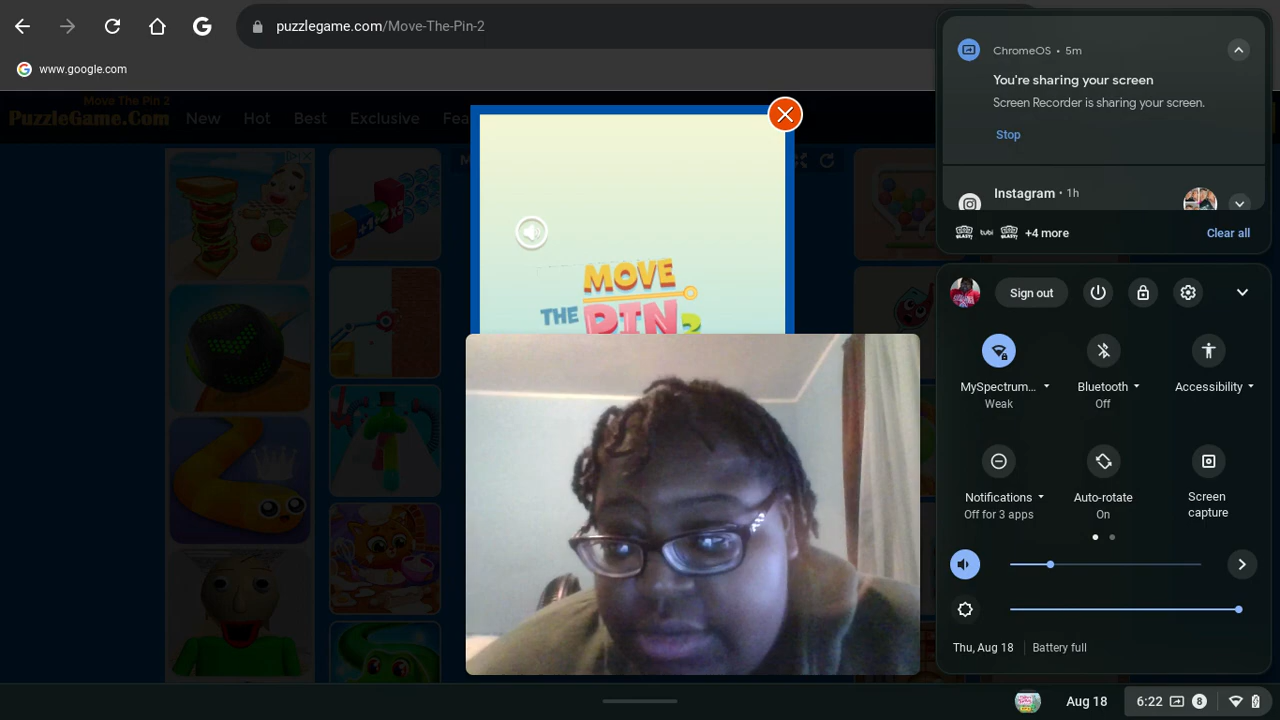 puzzlegame.com/Move-The-Pin-2
www.google.com
Move The Pin 2
PuzzleGame.Com
New
Hot
Best
Exclusive
Fea
MOVE
THE PIN 2
ChromeOS • 5m
You're sharing your screen
Screen Recorder is sharing your screen.
Stop
Instagram • 1h
+4 more
Clear all
Sign out
MySpectrum...
Weak
Bluetooth
Off
Accessibility
Notifications
Off for 3 apps
Auto-rotate
On
Screen
capture
Thu, Aug 18
Battery full
Aug 18
6:22
8